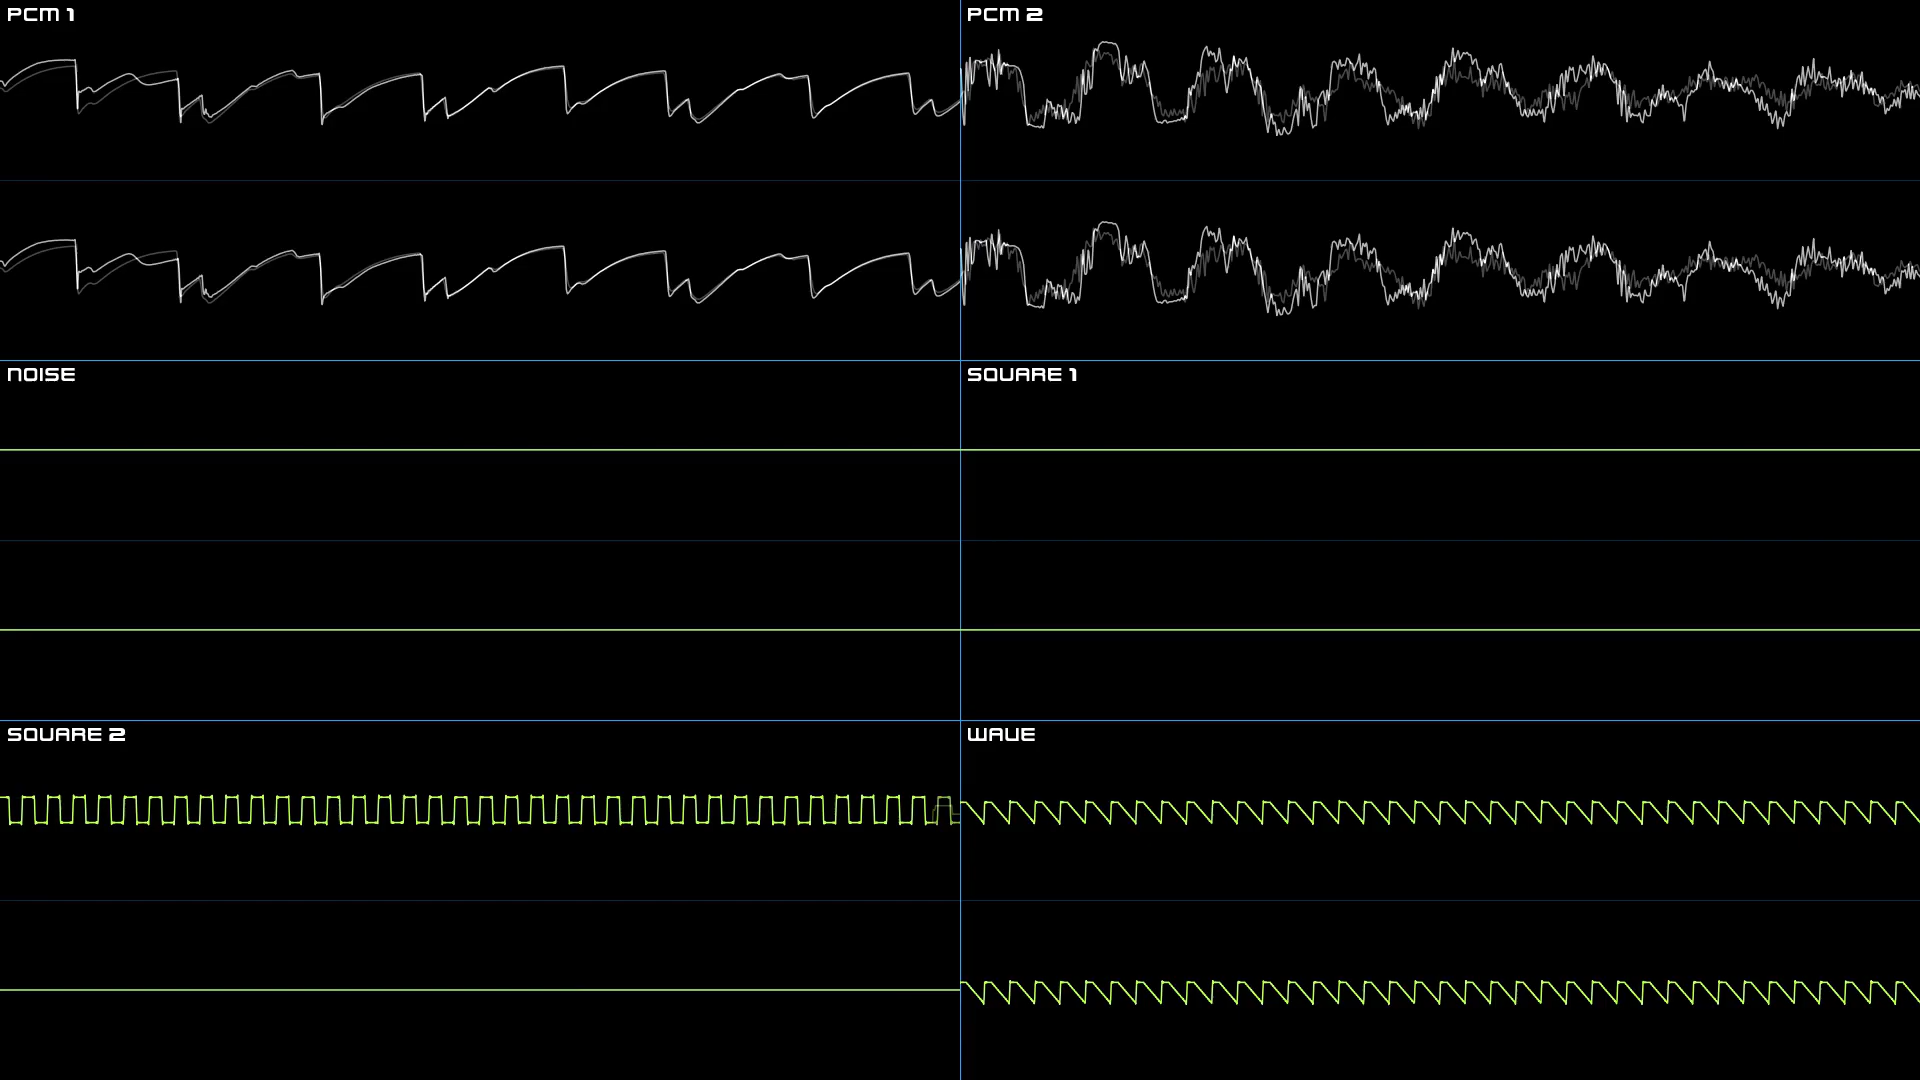 PCM 1
PCM 2
NOISE
SQUARE 1
SQUARE 2
WAVE